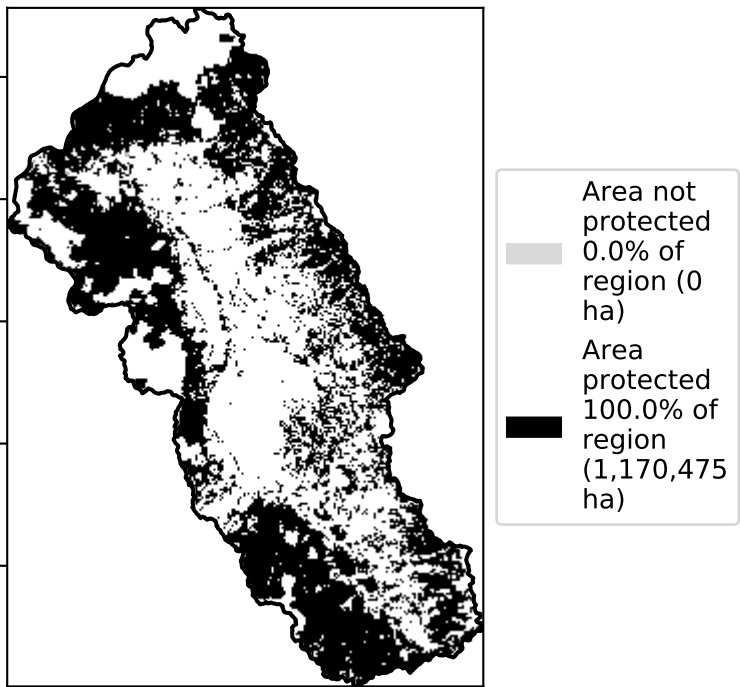 Area not
protected
0.0% of
region (0
ha)
Area
protected
100.0% of
region
(1,170,475
ha)